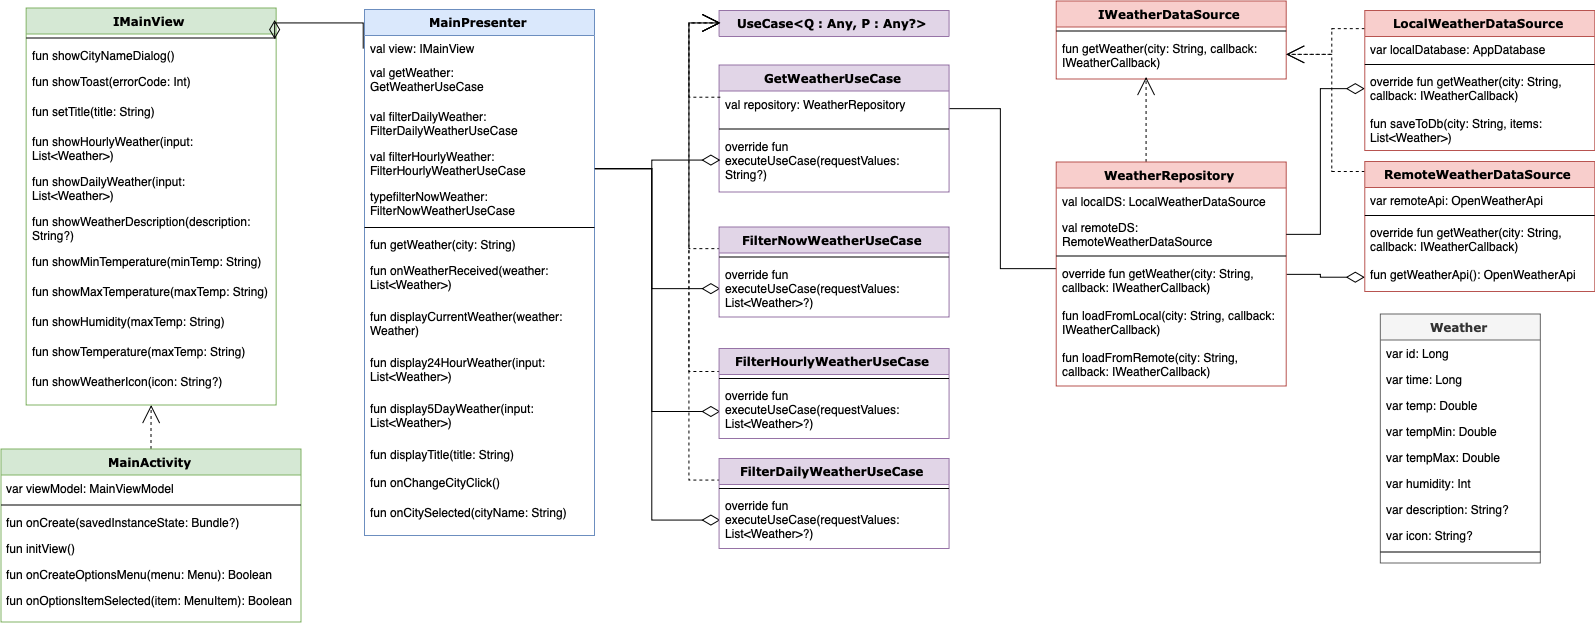 IMainView
fun showCityNameDialog()
fun showToast(errorCode: Int)
fun setTitle(title: String)
fun showHourlyWeather(input:
List<Weather>)
fun showDailyWeather(input:
List<Weather>)
fun showWeatherDescription(description:
String?)
fun showMinTemperature(minTemp: String)
fun showMaxTemperature(maxTemp: String)
fun showHumidity(maxTemp: String)
fun showTemperature(maxTemp: String)
fun showWeatherIcon(icon: String?)
MainActivity
var viewModel: MainViewModel
fun onCreate(savedInstanceState: Bundle?)
fun initView()
fun onCreateOptionsMenu(menu: Menu): Boolean
fun onOptionsItemSelected(item: MenuItem): Boolean
MainPresenter
val view: IMainView
val getWeather:
GetWeatherUseCase
val filterDailyWeather:
FilterDailyWeatherUseCase
val filterHourlyWeather:
FilterHourlyWeatherUseCase
typefilterNowWeather:
FilterNowWeatherUseCase
fun getWeather(city: String)
fun onWeatherReceived(weather:
List<Weather>)
fun displayCurrentWeather(weather:
Weather)
fun display24HourWeather(input:
List<Weather>)
fun display5DayWeather(input:
List<Weather>)
fun displayTitle(title: String)
fun onChangeCityClick()
fun onCitySelected(cityName: String)
UseCase<Q : Any, P : Any?>
GetWeatherUseCase
val repository: WeatherRepository
override fun
executeUseCase(requestValues:
String?)
FilterNowWeatherUseCase
override fun
executeUseCase(requestValues:
List<Weather>?)
FilterHourlyWeatherUseCase
override fun
executeUseCase(requestValues:
List<Weather>?)
FilterDailyWeatherUseCase
override fun
executeUseCase(requestValues:
List<Weather>?)
IWeatherDataSource
fun getWeather(city: String, callback:
IWeatherCallback)
WeatherRepository
val localDS: LocalWeatherDataSource
val remoteDS:
RemoteWeatherDataSource
override fun getWeather(city: String,
callback: IWeatherCallback)
fun loadFromLocal(city: String, callback:
IWeatherCallback)
fun loadFromRemote(city: String,
callback: IWeatherCallback)
LocalWeatherDataSource
var localDatabase: AppDatabase
override fun getWeather(city: String,
callback: IWeatherCallback)
fun saveToDb(city: String, items:
List<Weather>)
RemoteWeatherDataSource
var remoteApi: OpenWeatherApi
override fun getWeather(city: String,
callback: IWeatherCallback)
fun getWeatherApi(): OpenWeatherApi
Weather
var id: Long
var time: Long
var temp: Double
var tempMin: Double
var tempMax: Double
var humidity: Int
var description: String?
var icon: String?